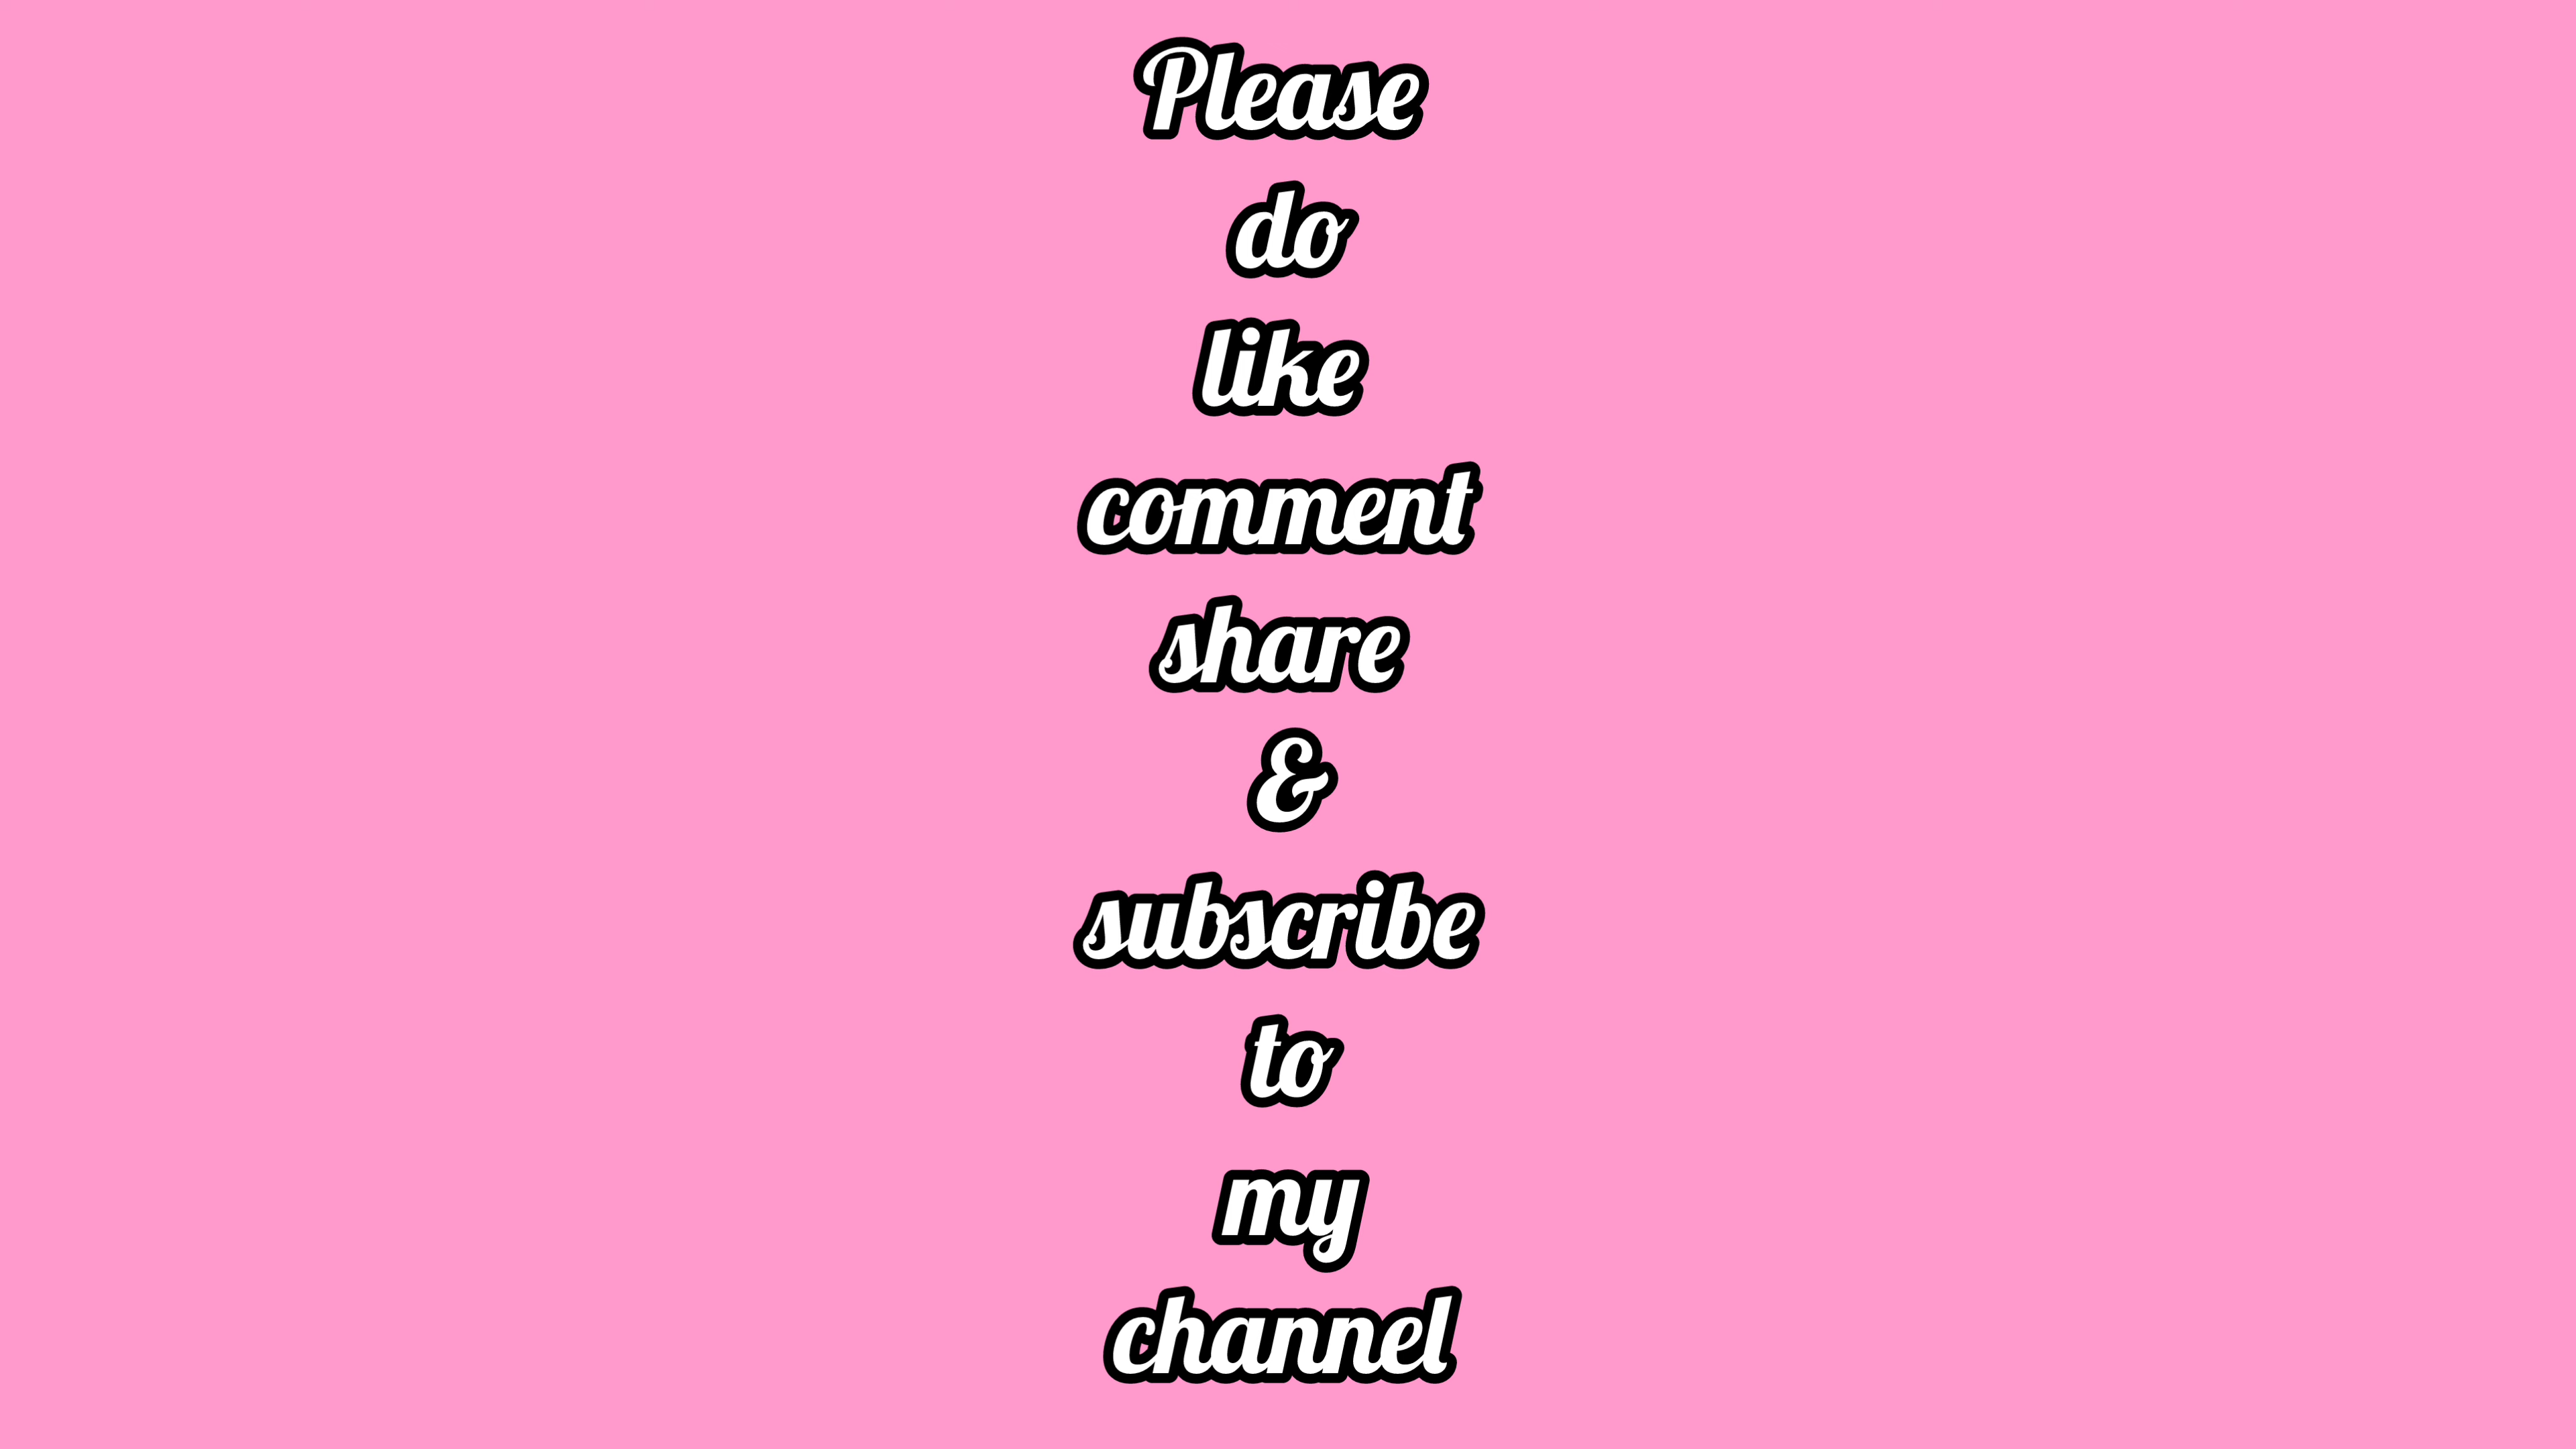 Please
do
like
comment
share
&
subscribe
to
my
channel